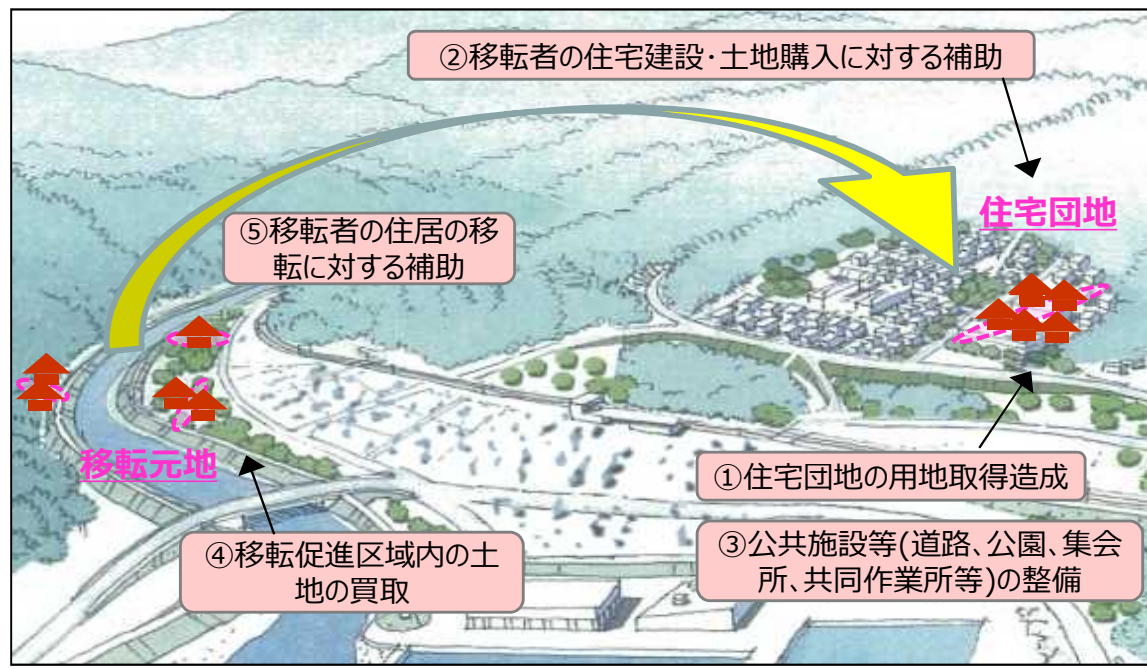 ②移転者の住宅建設・土地購入に対する補助
住宅団地
⑤移転者の住居の移
転に対する補助
移転元地
①住宅団地の用地取得造成
④移転促進区域内の土
地の買取
③公共施設等(道路、公園、集会
所、共同作業所等)の整備